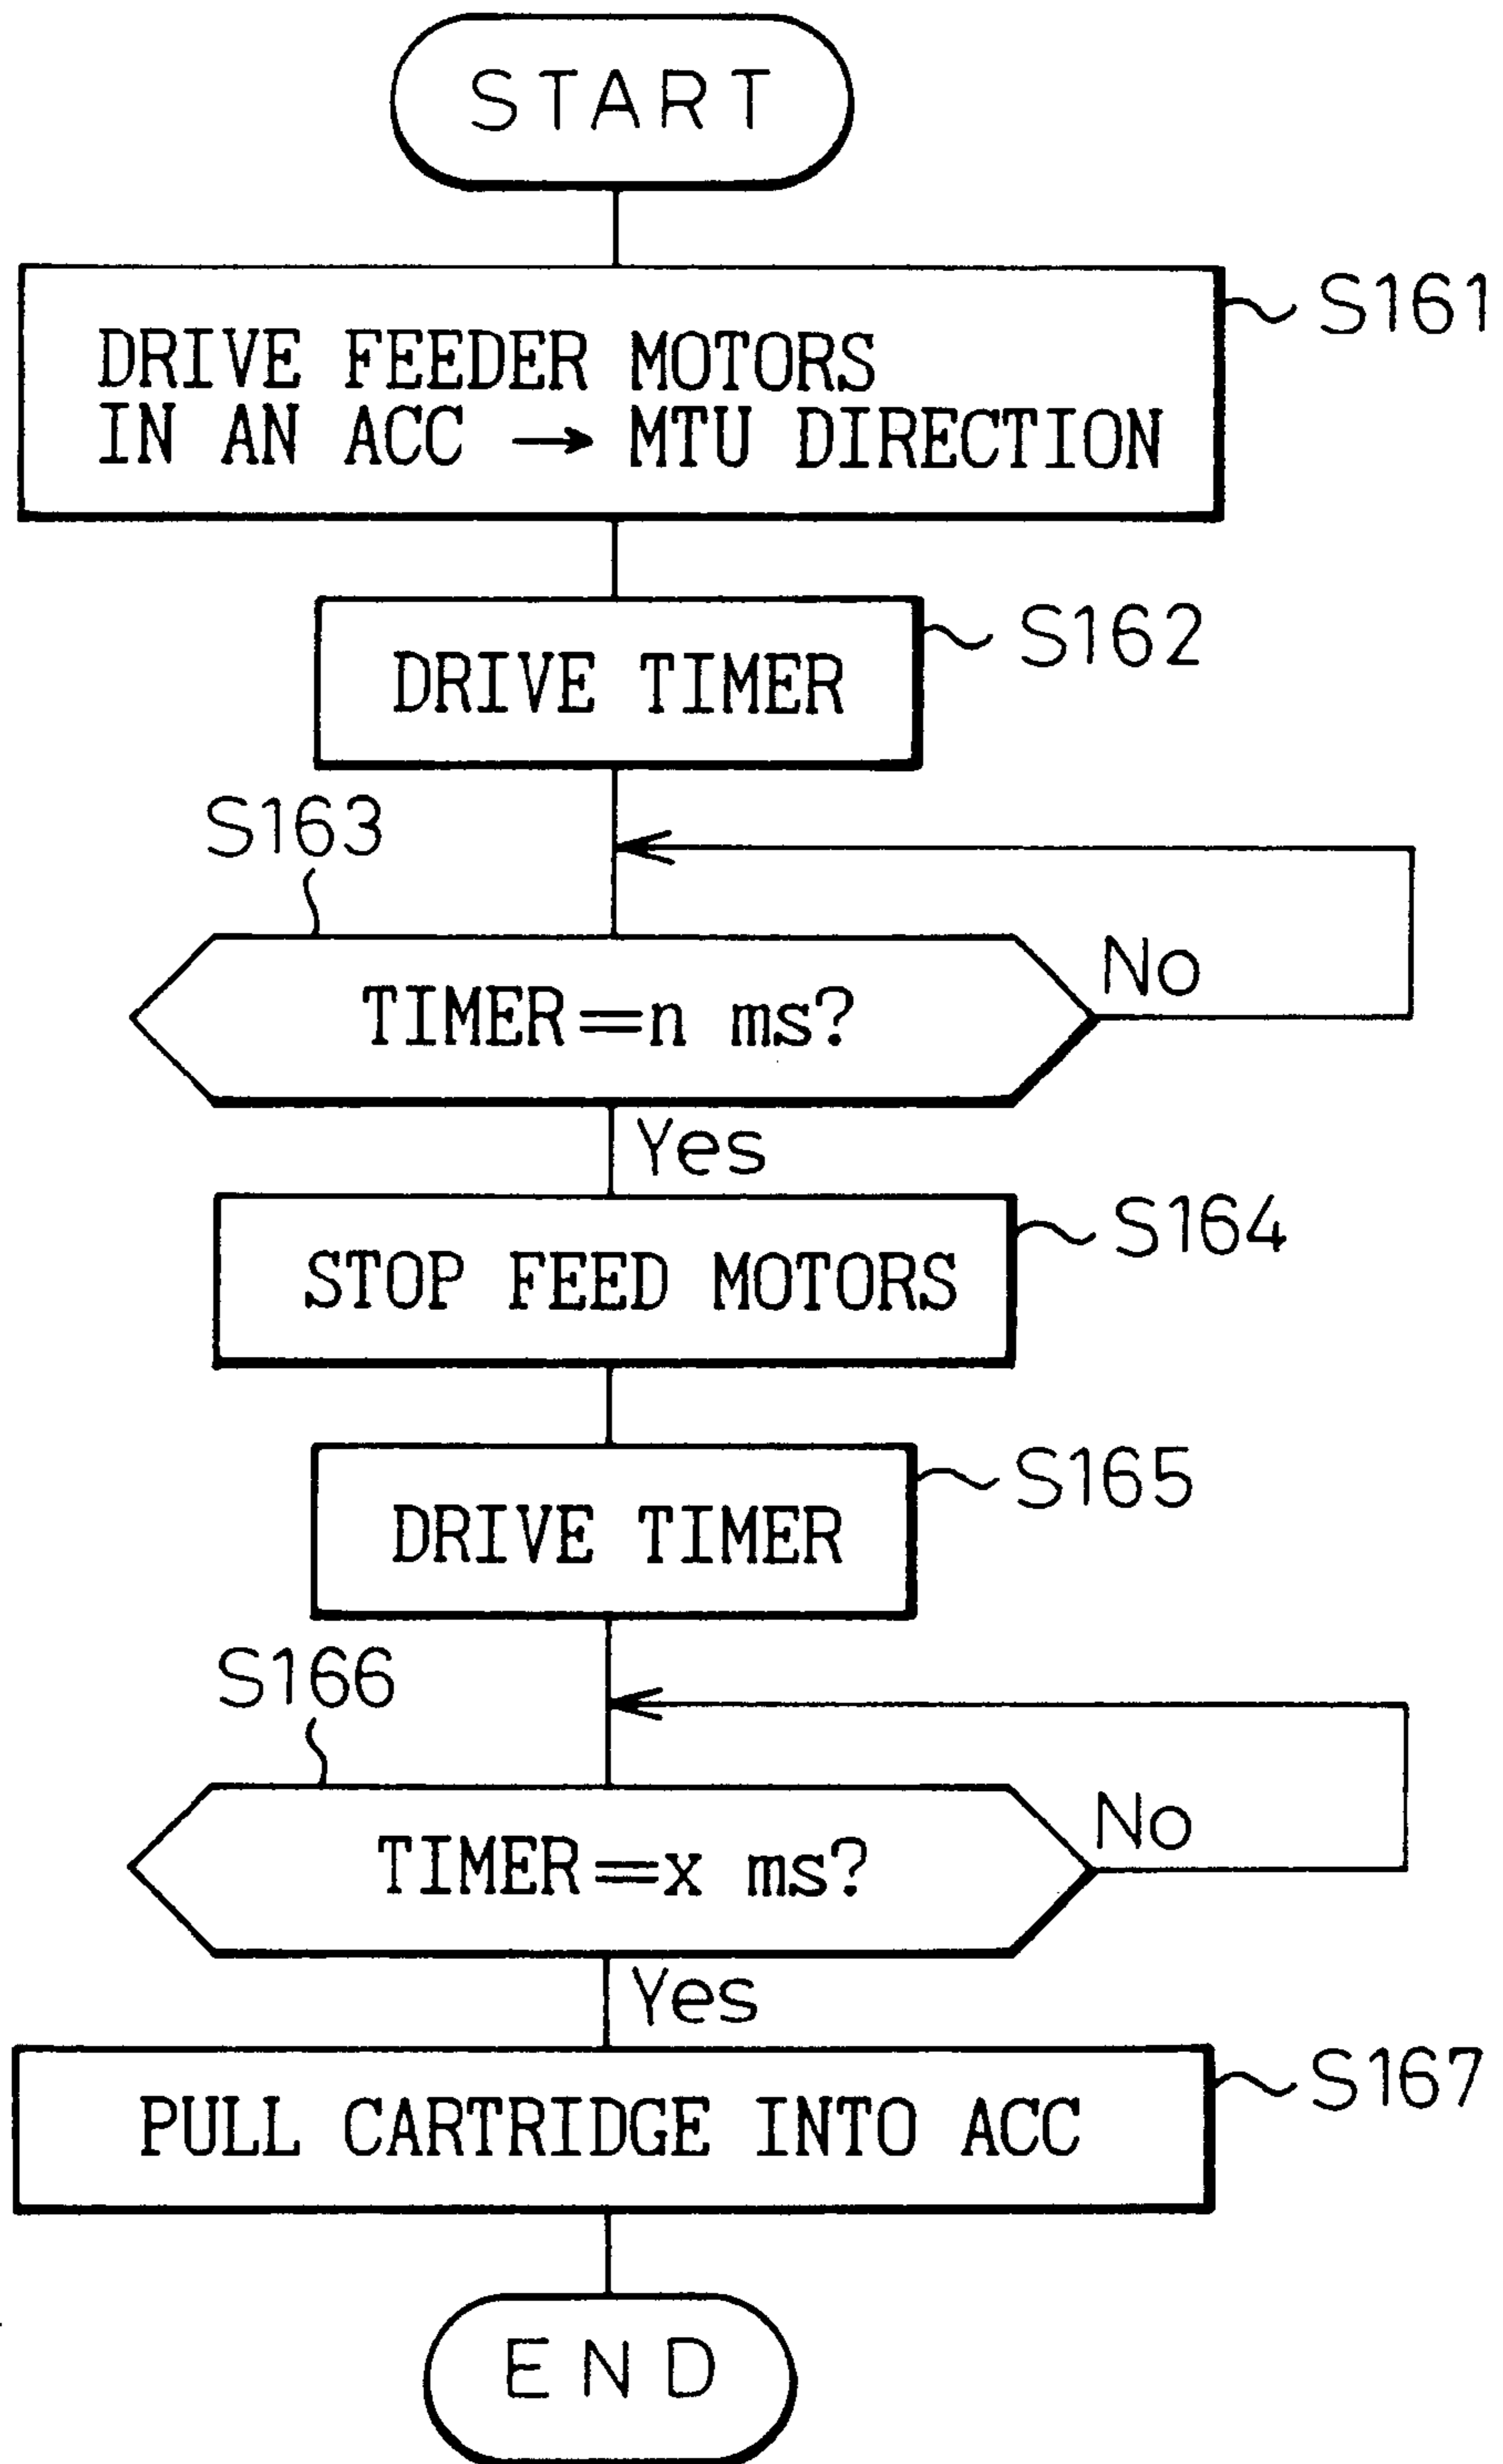 START
S161
DRIVE FEEDER MOTORS
IN AN ACC → MTU DIRECTION
S162
DRIVE TIMER
S163
No
TIMER=n ms?
Yes
S164
STOP FEED MOTORS
S165
DRIVE TIMER
S166
No
TIMER=x ms?
Yes
S167
PULL CARTRIDGE INTO ACC
END